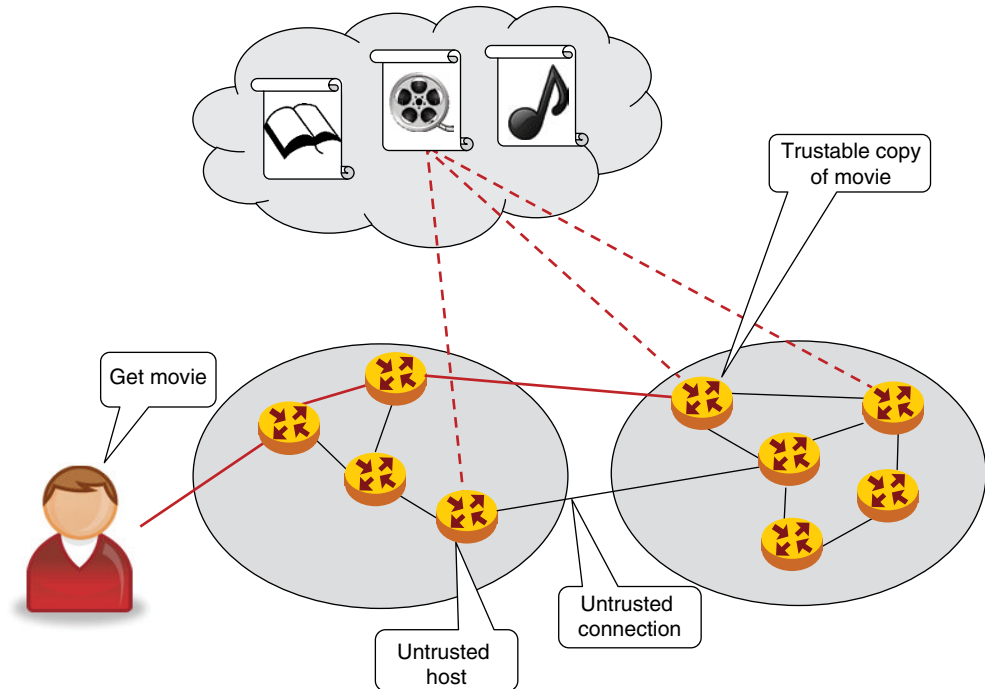 Trustable copy
of movie
Get movie
Untrusted
connection
Untrusted
host